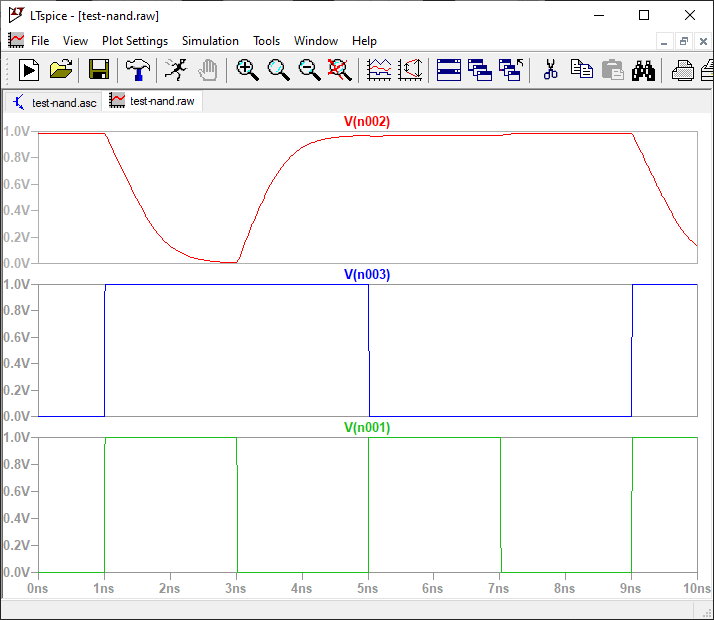 LTspice - [test-nand.raw]
File View Plot Settings Simulation Tools Window Help
test-nand.asc test-nand.raw
V(n002)
1.0V
0.8V
0.6V
0.4V
0.2V
0.0V
V(n003)
1.0V
0.8V
0.6V
0.4V
0.2V
0.0V
V(n001)
1.0V
0.8V
0.6V
0.4V
0.2V
0.0V
0ns 1ns 2ns 3ns 4ns 5ns 6ns 7ns 8ns 9ns 10ns